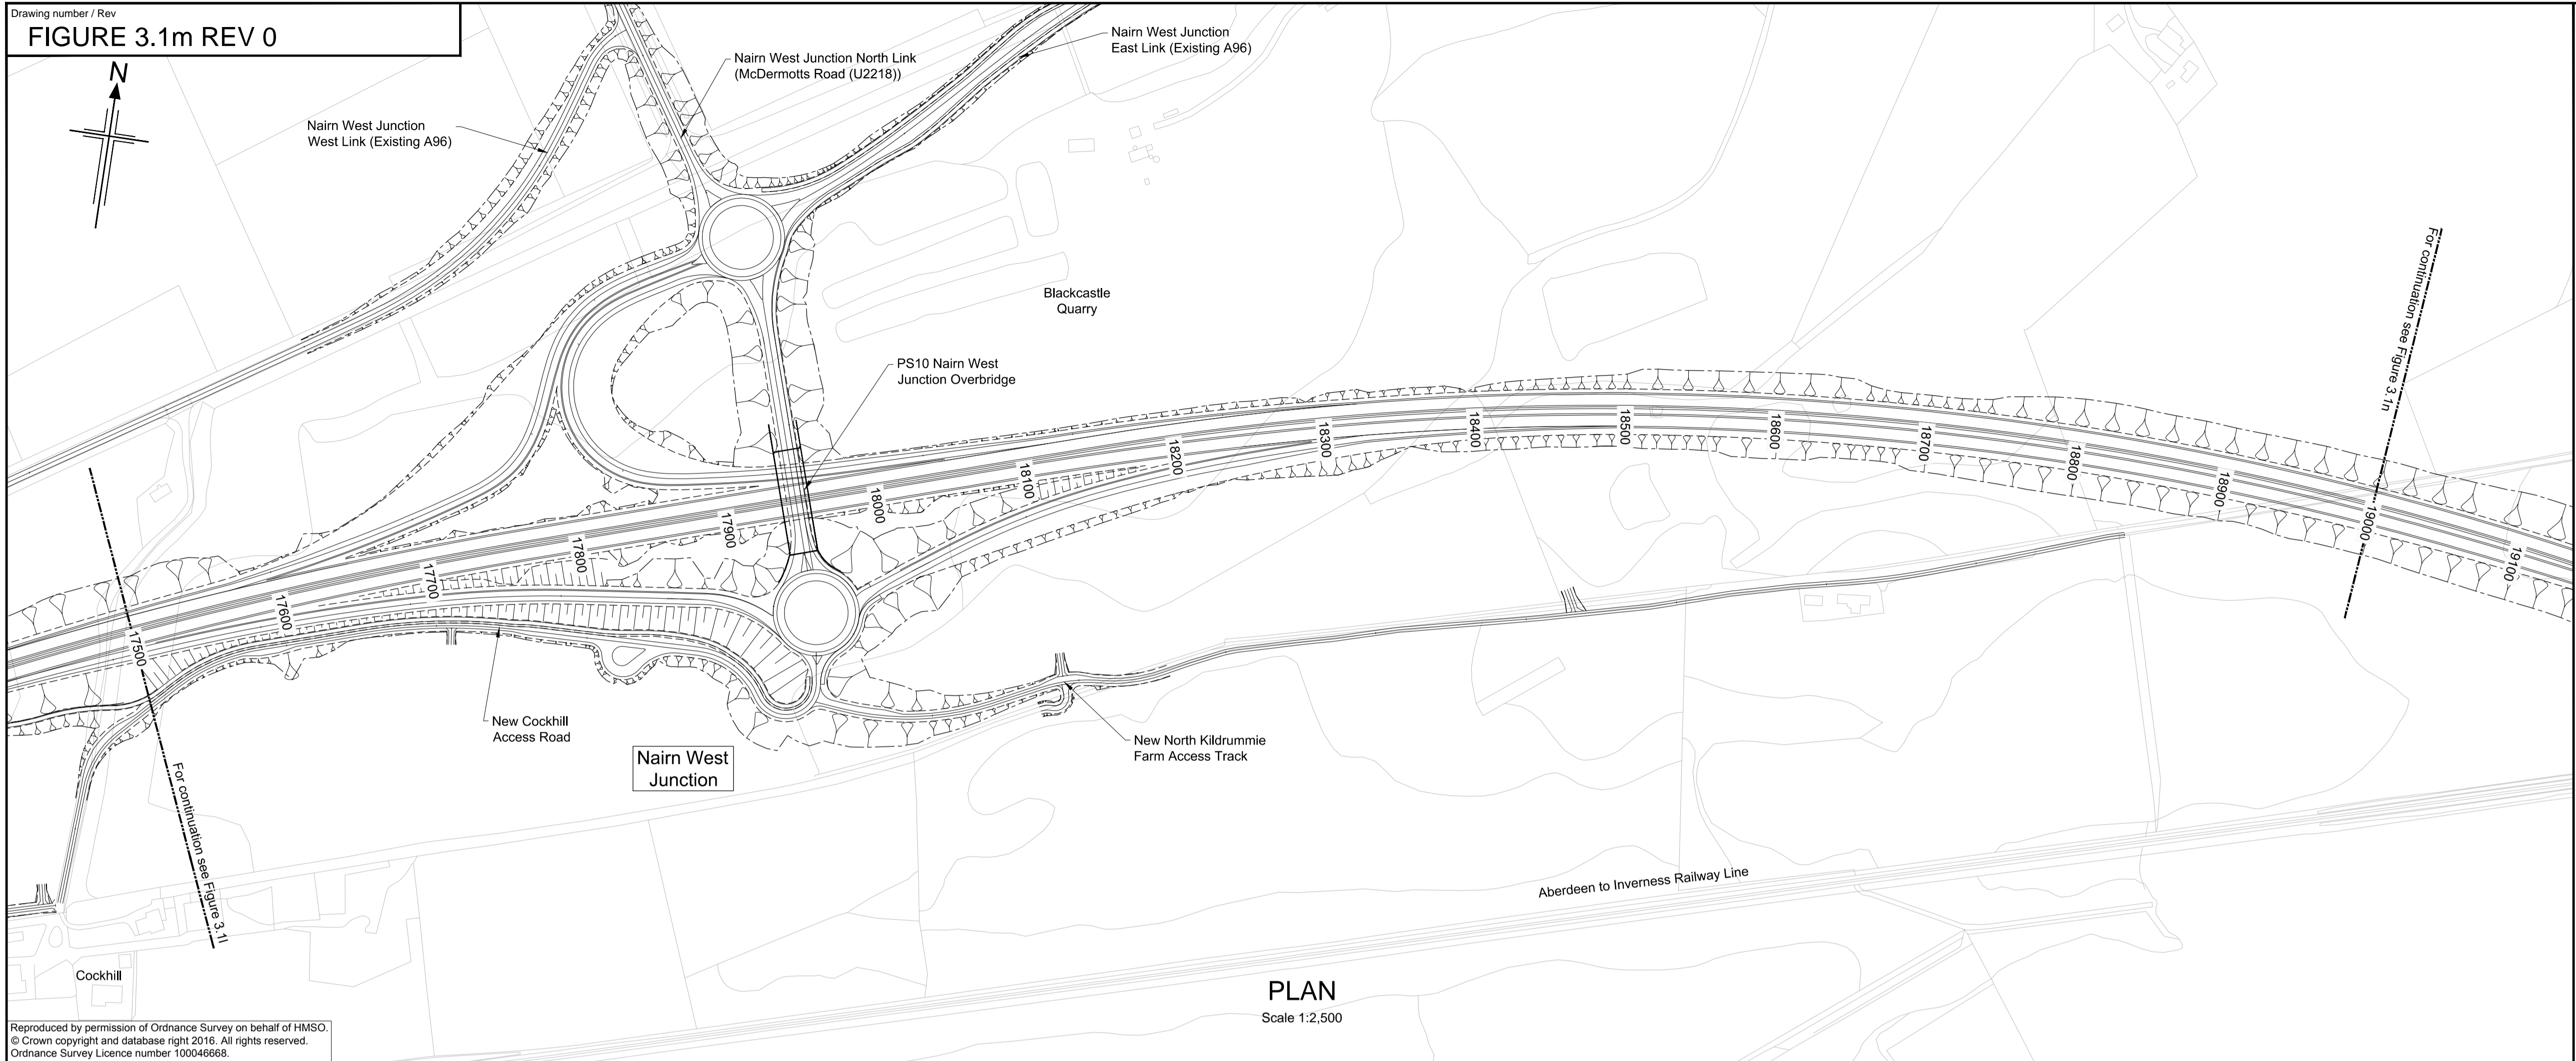 Drawing number / Rev
FIGURE 3.1m REV 0
N
Nairn West Junction North Link
(McDermotts Road (U2218))
Nairn West Junction
East Link (Existing A96)
Nairn West Junction
West Link (Existing A96)
Blackcastle
Quarry
PS10 Nairn West
Junction Overbridge
For continuation see Figure 3.1n
17500
17600
17700
17800
17900
18000
18100
18200
18300
18400
18500
18600
18700
18800
18900
19000
19100
New Cockhill
Access Road
Nairn West
Junction
New North Kildrummie
Farm Access Track
For continuation see Figure 3.1l
Aberdeen to Inverness Railway Line
Cockhill
PLAN
Scale 1:2,500
Reproduced by permission of Ordnance Survey on behalf of HMSO.
© Crown copyright and database right 2016. All rights reserved.
Ordnance Survey Licence number 100046668.